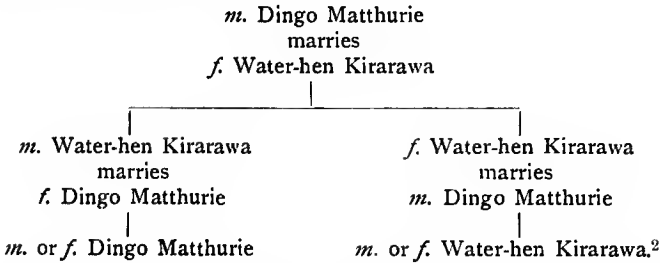 m. Dingo Matthurie
marries
f. Water-hen Kirarawa
m. Water-hen Kirarawa
marries
f. Dingo Matthurie
m. or f. Dingo Matthurie
f. Water-hen Kirarawa
marries
m. Dingo Matthurie
m. or f. Water-hen Kirarawa.²